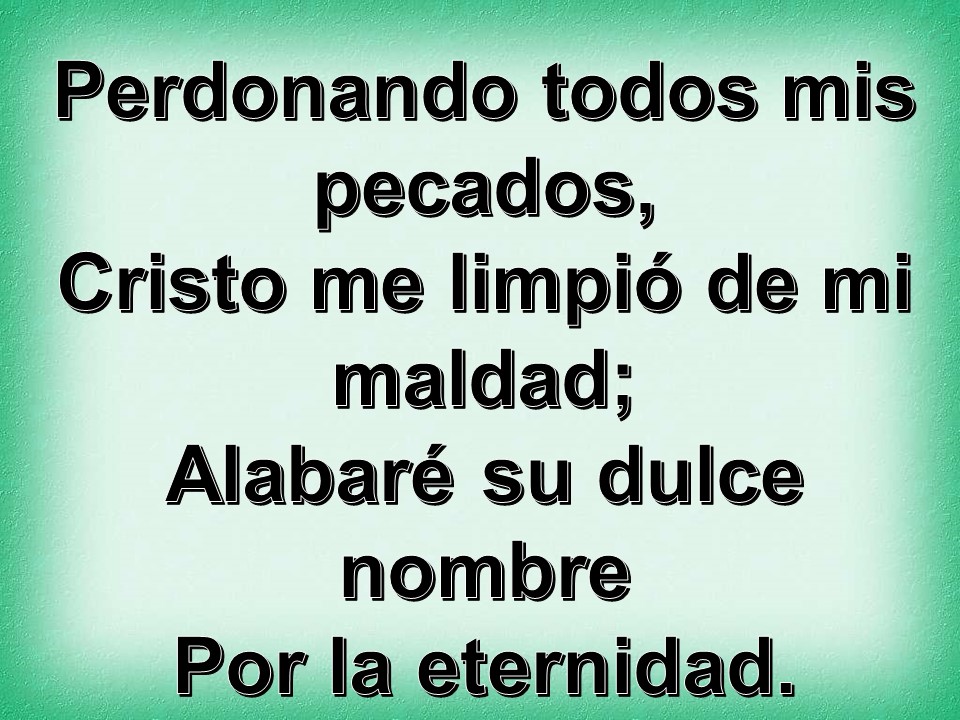 Perdonando todos mis
pecados,
Cristo me limpió de mi
maldad;
Alabaré su dulce
nombre
Por la eternidad.